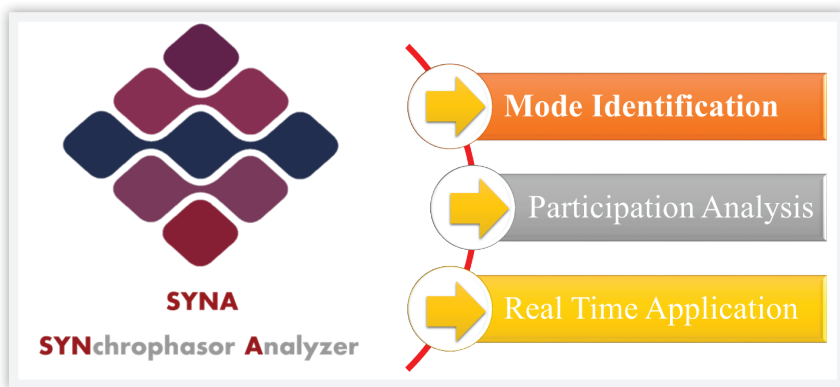 SYNA
SYNchrophasor Analyzer
Mode Identification
Participation Analysis
Real Time Application